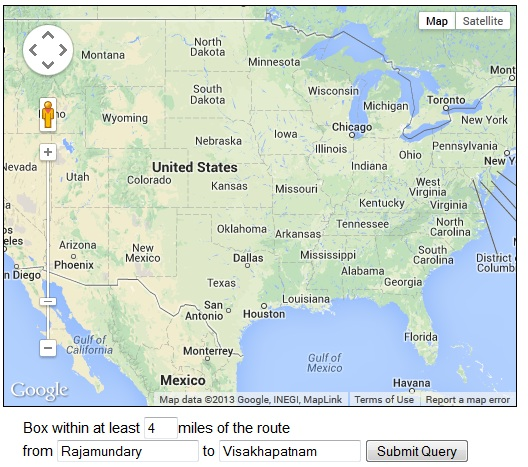 Map Satellite
North Dakota
Montana
Minnesota
Mont
South Dakota
Wisconsin
Michigan
Toronto
Wyoming
New York
Chicago
Nebraska
Iowa
Illinois
Ohio
Pennsylvania
Nevada
Utah
United States
Indiana
New Y
Colorado
Kansas
Missouri
West Virginia
Kentucky
Virginia
Oklahoma
Arkansas
Tennessee
North Carolina
Arizona
New Mexico
Phoenix
n Diego
Dallas
Mississippi
South Carolina
Alabama
Georgia
District o
Columb
Texas
San Antonio
Houston
Louisiana
Florida
Gulf of California
Monterrey
Gulf of Mexico
Mexico
Havana
Google
Map data ©2013 Google, INEGI, MapLink Terms of Use Report a map error
Box within at least 4 miles of the route
from Rajamundary to Visakhapatnam Submit Query